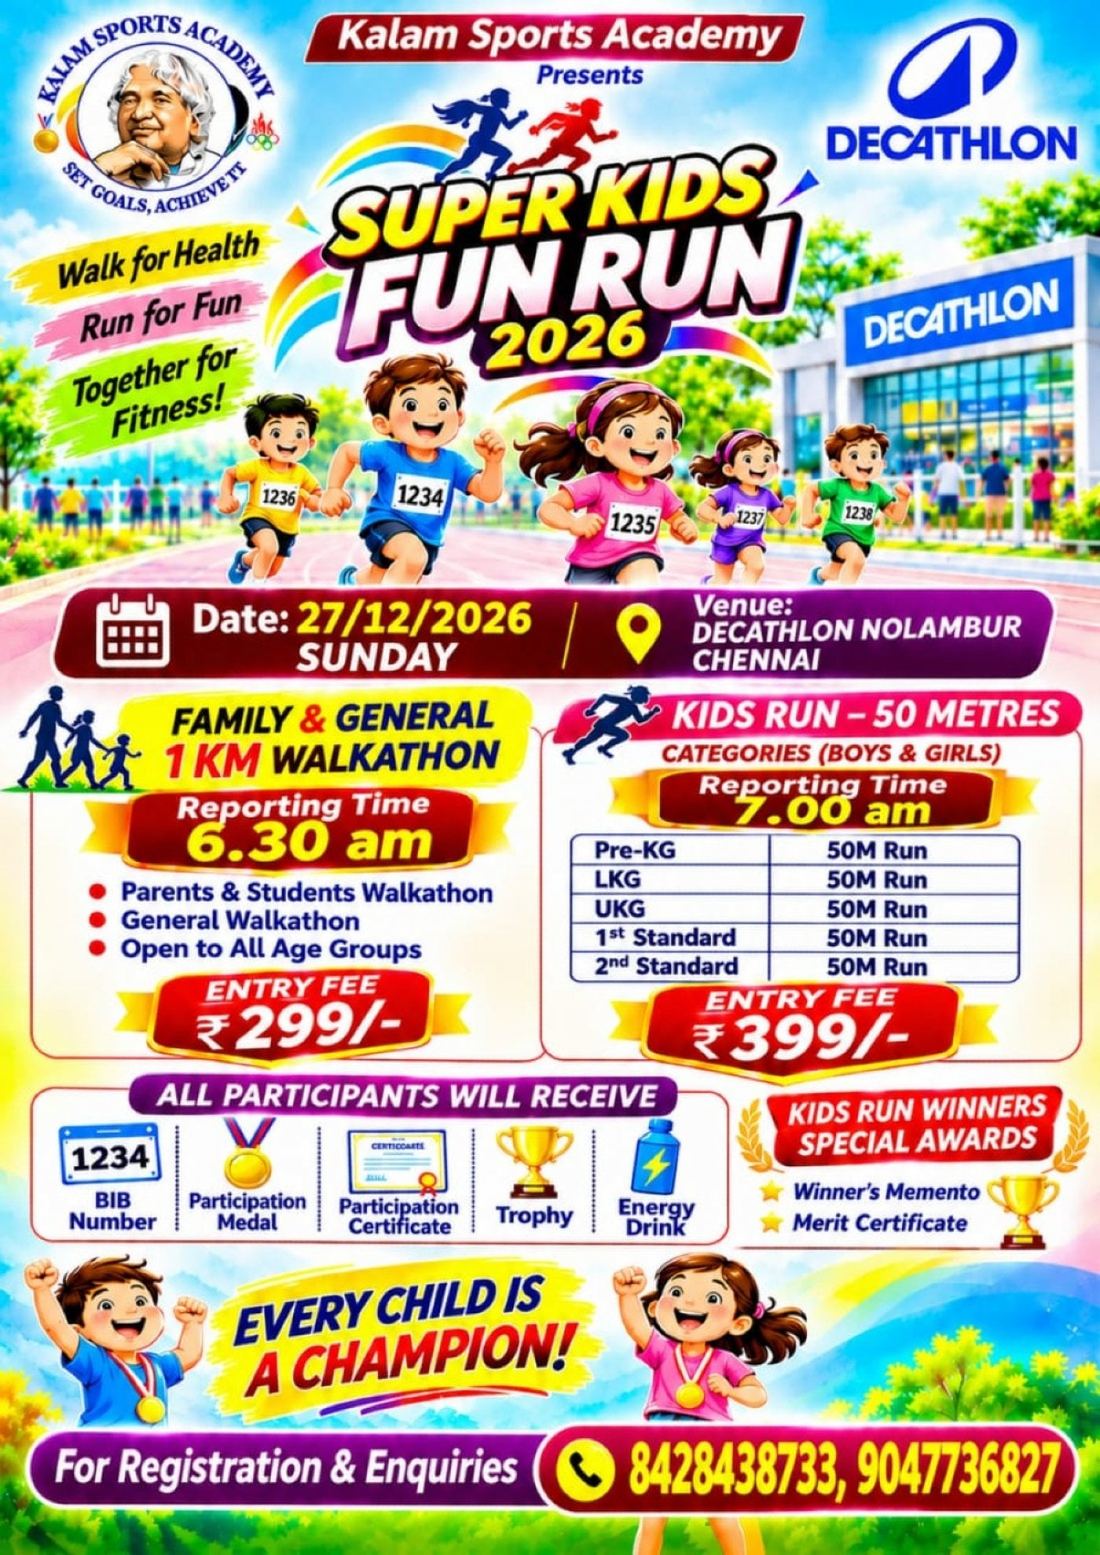 KALAM SPORTS ACADEMY
SET GOALS, ACHIEVE IT
Kalam Sports Academy
Presents
DECATHLON
SUPER KIDS
FUN RUN
2026
Walk for Health
Run for Fun
Together for
Fitness!
DECATHLON
1236
1234
1235
1237
1238
Date: 27/12/2026
SUNDAY
Venue:
DECATHLON NOLAMBUR
CHENNAI
FAMILY & GENERAL
1 KM WALKATHON
Reporting Time
6.30 am
Parents & Students Walkathon
General Walkathon
Open to All Age Groups
ENTRY FEE
₹ 299/-
KIDS RUN – 50 METRES
CATEGORIES (BOYS & GIRLS)
Reporting Time
7.00 am
Pre-KG 50M Run
LKG 50M Run
UKG 50M Run
1st Standard 50M Run
2nd Standard 50M Run
ENTRY FEE
₹ 399/-
ALL PARTICIPANTS WILL RECEIVE
1234
BIB
Number
Participation
Medal
Participation
Certificate
Trophy
Energy
Drink
KIDS RUN WINNERS
SPECIAL AWARDS
Winner's Memento
Merit Certificate
EVERY CHILD IS
A CHAMPION!
For Registration & Enquiries
8428438733, 9047736827